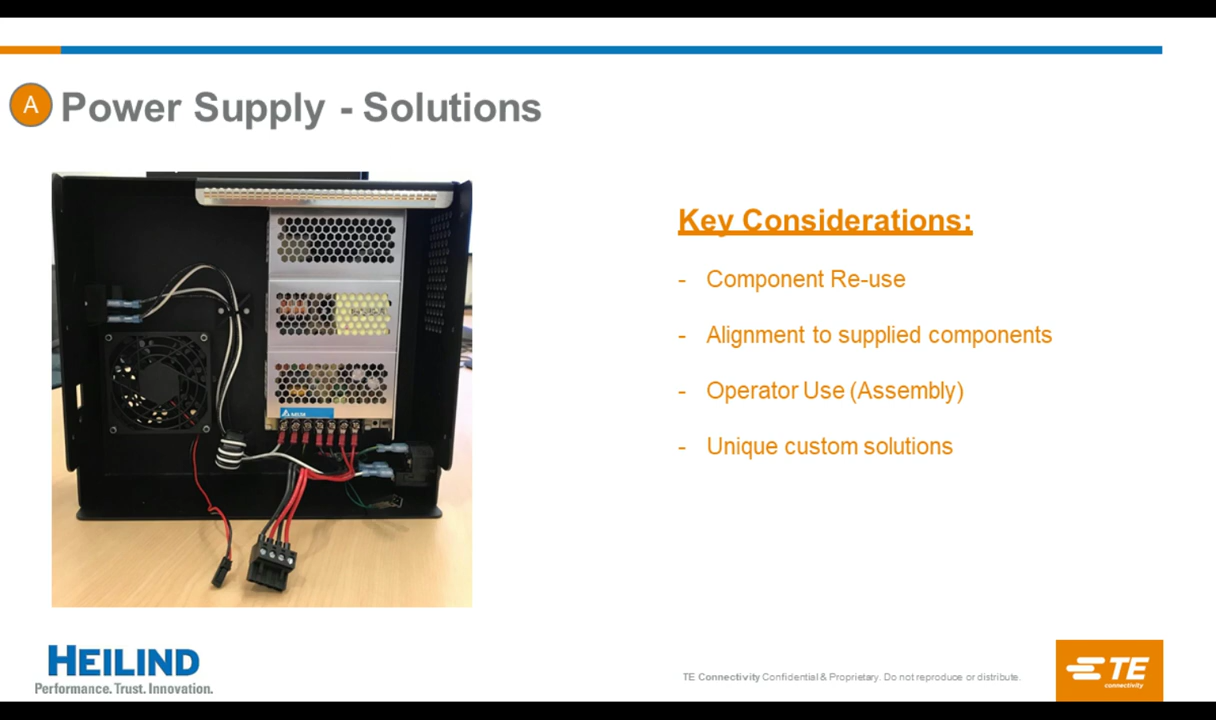 A
Power Supply - Solutions
Key Considerations:
- Component Re-use
- Alignment to supplied components
- Operator Use (Assembly)
- Unique custom solutions
HEILIND
Performance. Trust. Innovation.
TE Connectivity Confidential & Proprietary. Do not reproduce or distribute.
TE
connectivity